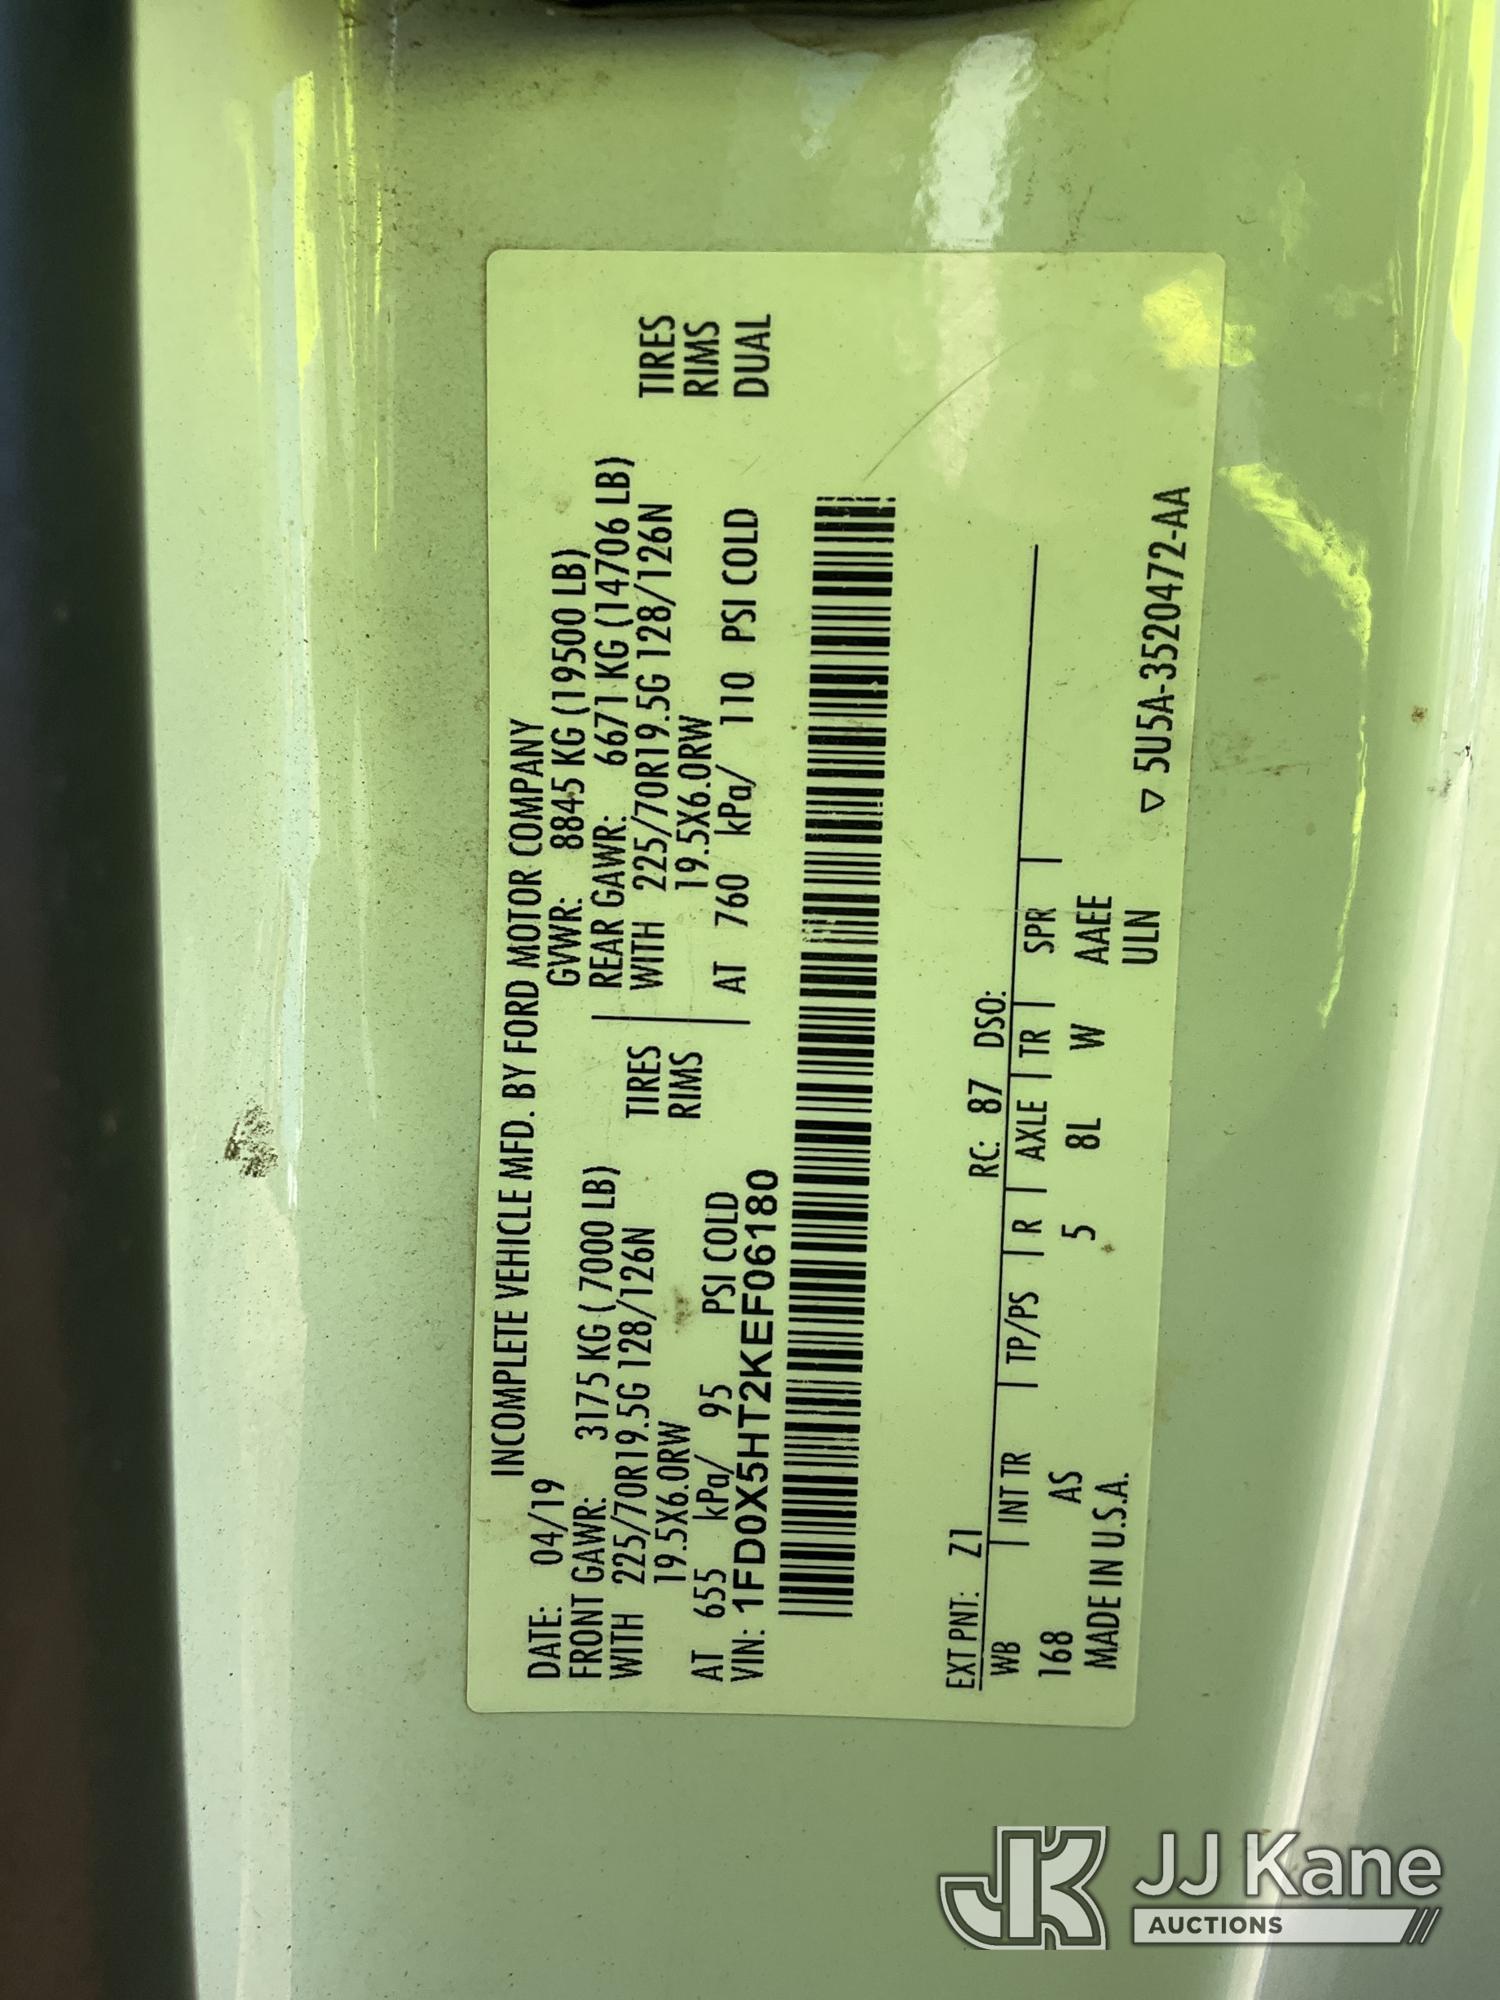 INCOMPLETE VEHICLE MFD. BY FORD MOTOR COMPANY
DATE: 04/19 GVWR: 8845 KG (19500 LB)
FRONT GAWR: 3175 KG ( 7000 LB) REAR GAWR: 6671 KG (14706 LB)
WITH 225/70R19.5G 128/126N TIRES WITH 225/70R19.5G 128/126N TIRES
19.5X6.0RW RIMS 19.5X6.0RW RIMS
AT 655 kPa/ 95 PSI COLD AT 760 kPa/ 110 PSI COLD DUAL
VIN: 1FD0X5HT2KEF06180
EXT PNT: Z1 RC: 87 DSO:
WB INT TR TP/PS R AXLE TR SPR
168 AS 5 8L W AAEE
MADE IN U.S.A. ULN
▽ 5U5A-3520472-AA
JK JJ Kane
AUCTIONS